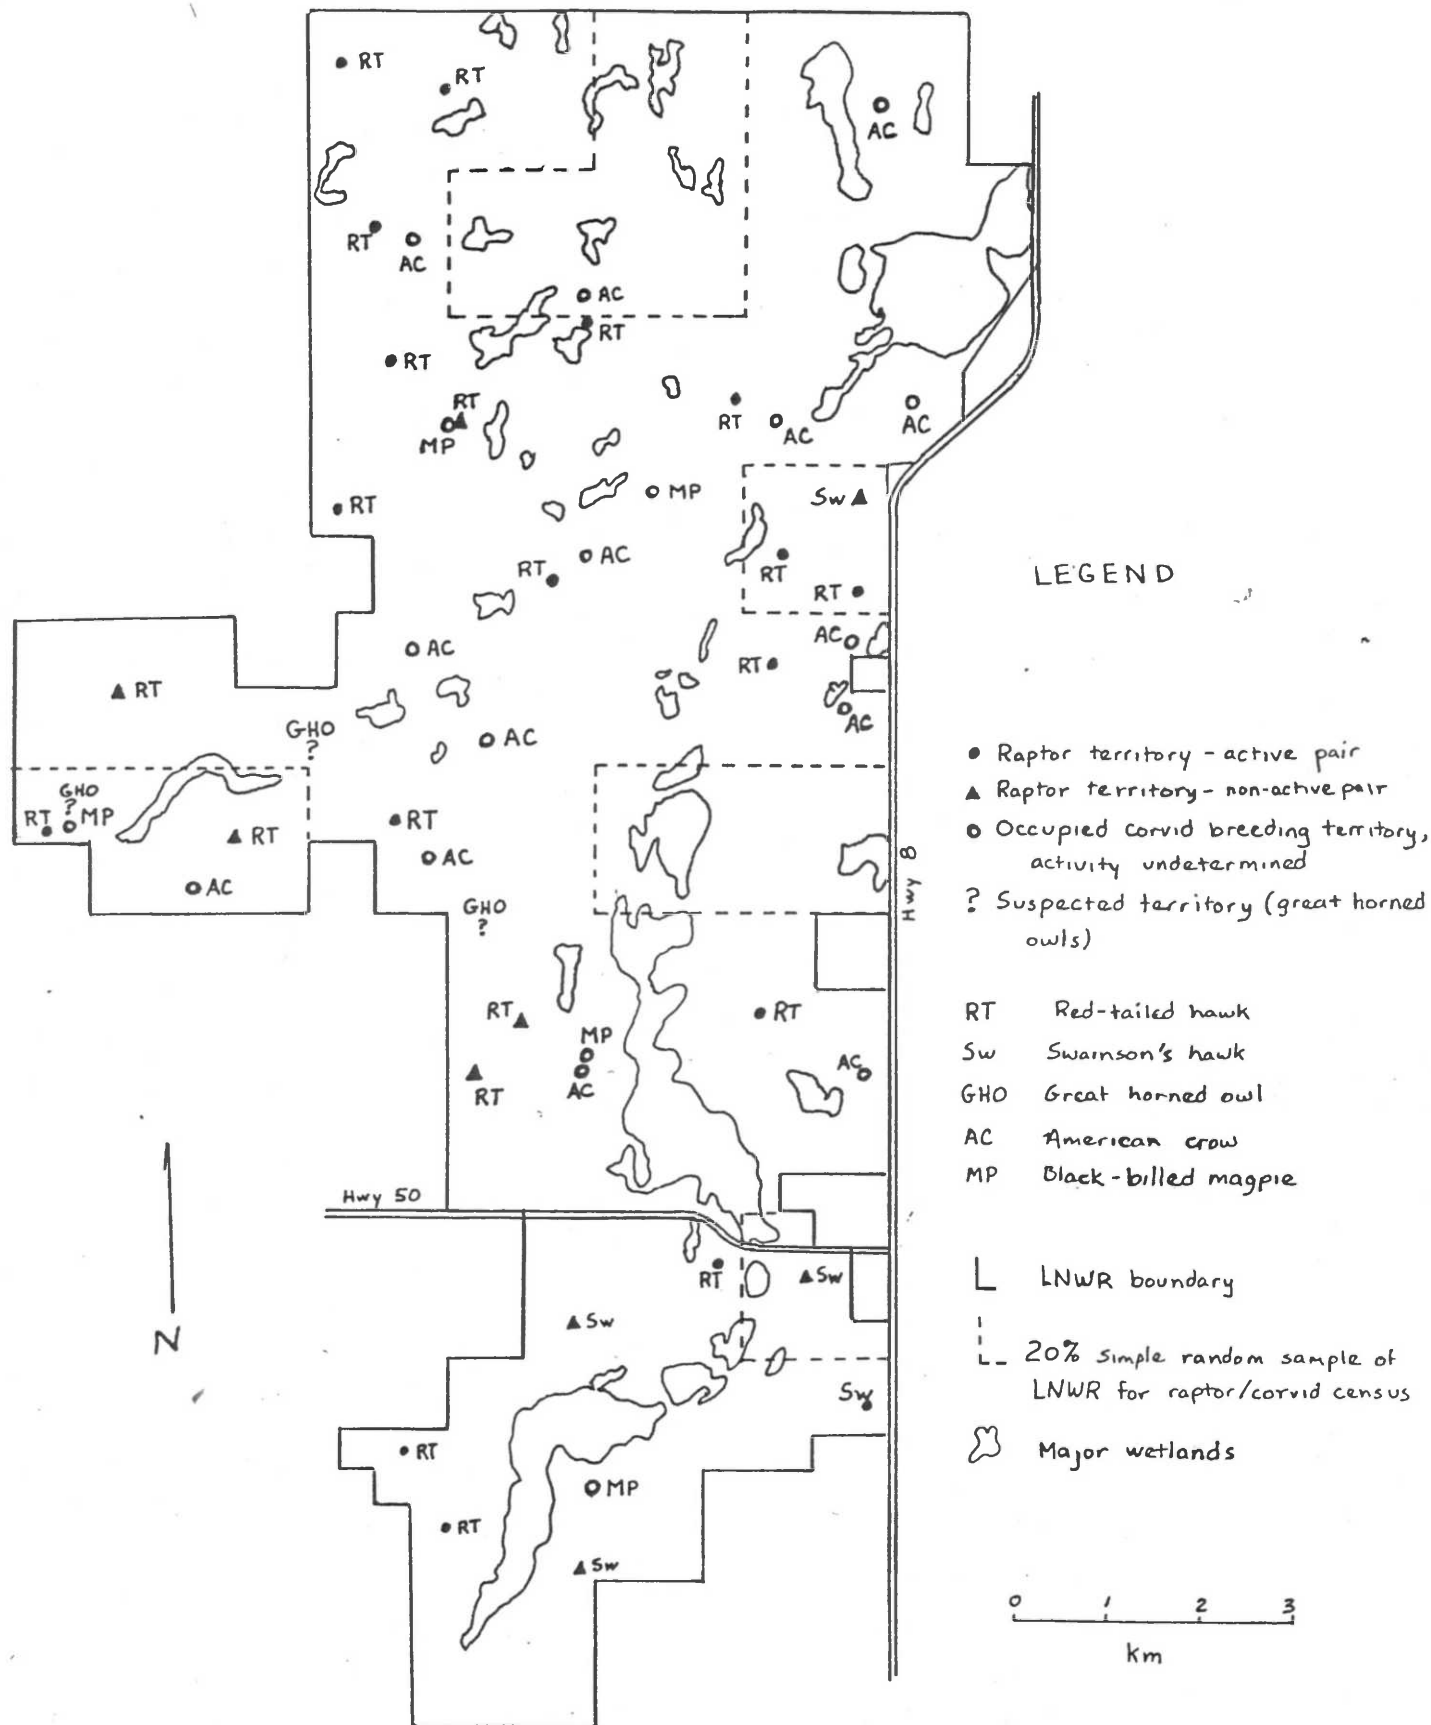 RT
RT
AC
RT
AC
AC
RT
RT
RT
MP
RT
AC
AC
RT
MP
Sw
AC
RT
RT
RT
AC
AC
RT
RT
AC
GHO
?
AC
GHO
?
RT
MP
RT
RT
AC
AC
GHO
?
Hwy 8
RT
RT
MP
AC
RT
AC
Hwy 50
RT
Sw
Sw
Sw
RT
MP
RT
Sw
N
LEGEND
Raptor territory - active pair
Raptor territory - non-active pair
Occupied corvid breeding territory,
activity undetermined
? Suspected territory (great horned
owls)
RT Red-tailed hawk
Sw Swainson's hawk
GHO Great horned owl
AC American crow
MP Black-billed magpie
LNWR boundary
20% simple random sample of
LNWR for raptor/corvid census
Major wetlands
0 1 2 3
km